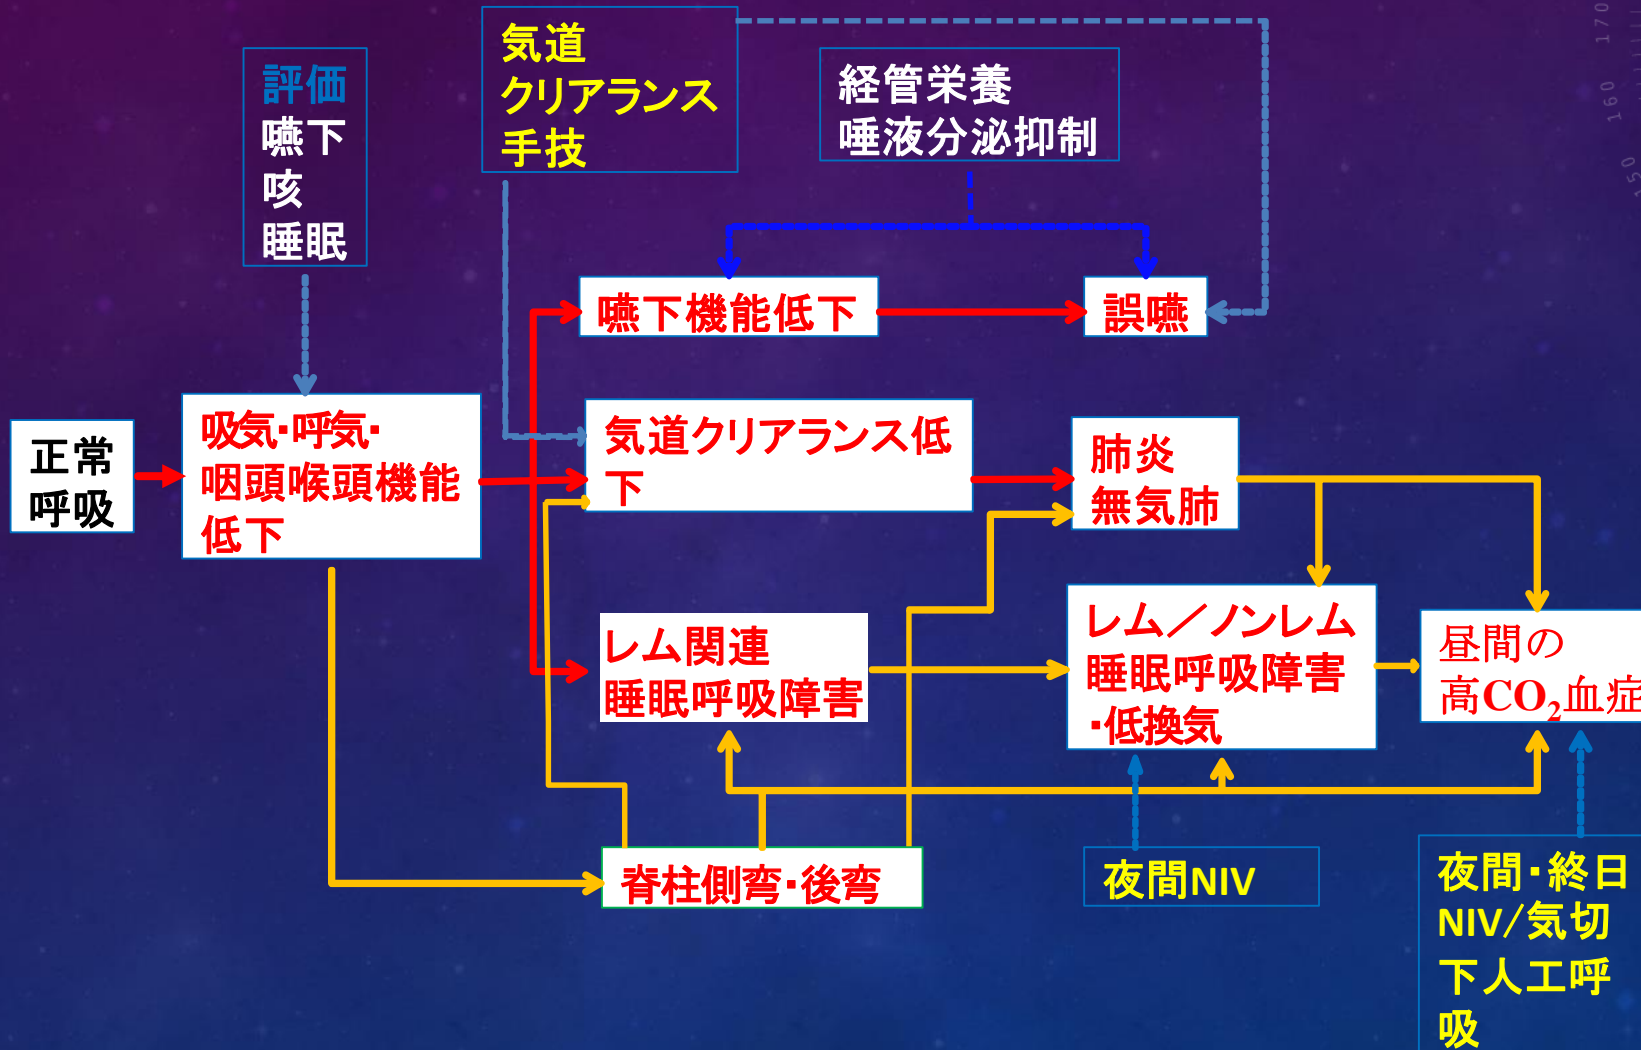 気道
クリアランス
手技
評価
嚥下
咳
睡眠
経管栄養
唾液分泌抑制
嚥下機能低下
誤嚥
正常
呼吸
吸気・呼気・
咽頭喉頭機能
低下
気道クリアランス低
下
肺炎
無気肺
レム関連
睡眠呼吸障害
レム／ノンレム
睡眠呼吸障害
・低換気
昼間の
高CO₂血症
脊柱側弯・後弯
夜間NIV
夜間・終日
NIV/気切
下人工呼
吸
170
160
150